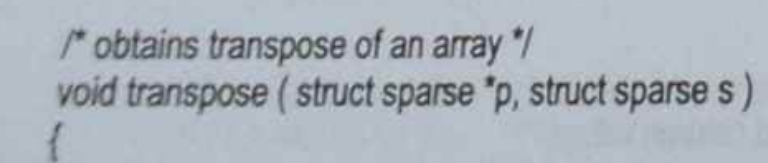 /* obtains transpose of an array */
void transpose ( struct sparse *p, struct sparse s )
{